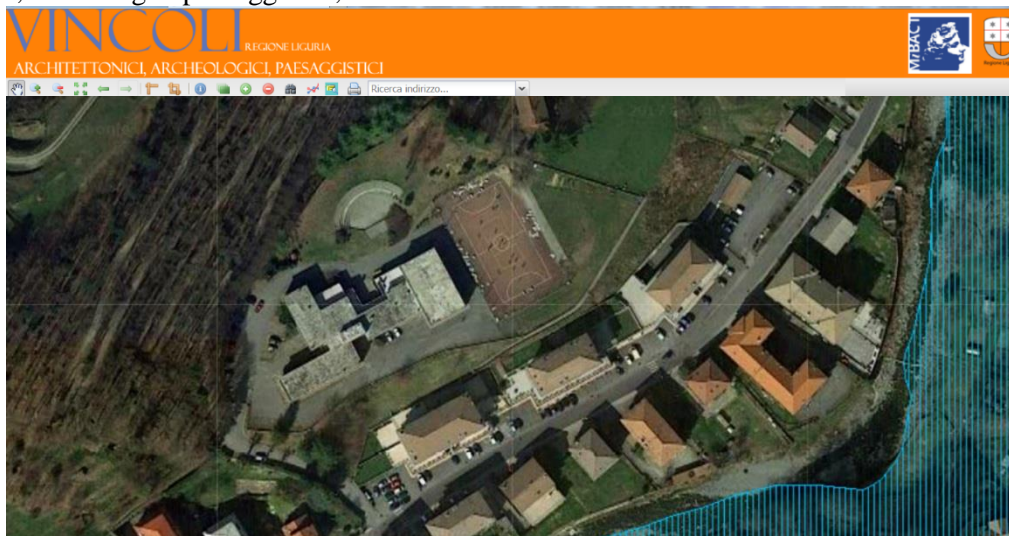 VINCOLI REGIONE LIGURIA
ARCHITETTONICI, ARCHEOLOGICI, PAESAGGISTICI
MiBACT
Ricerca indirizzo...